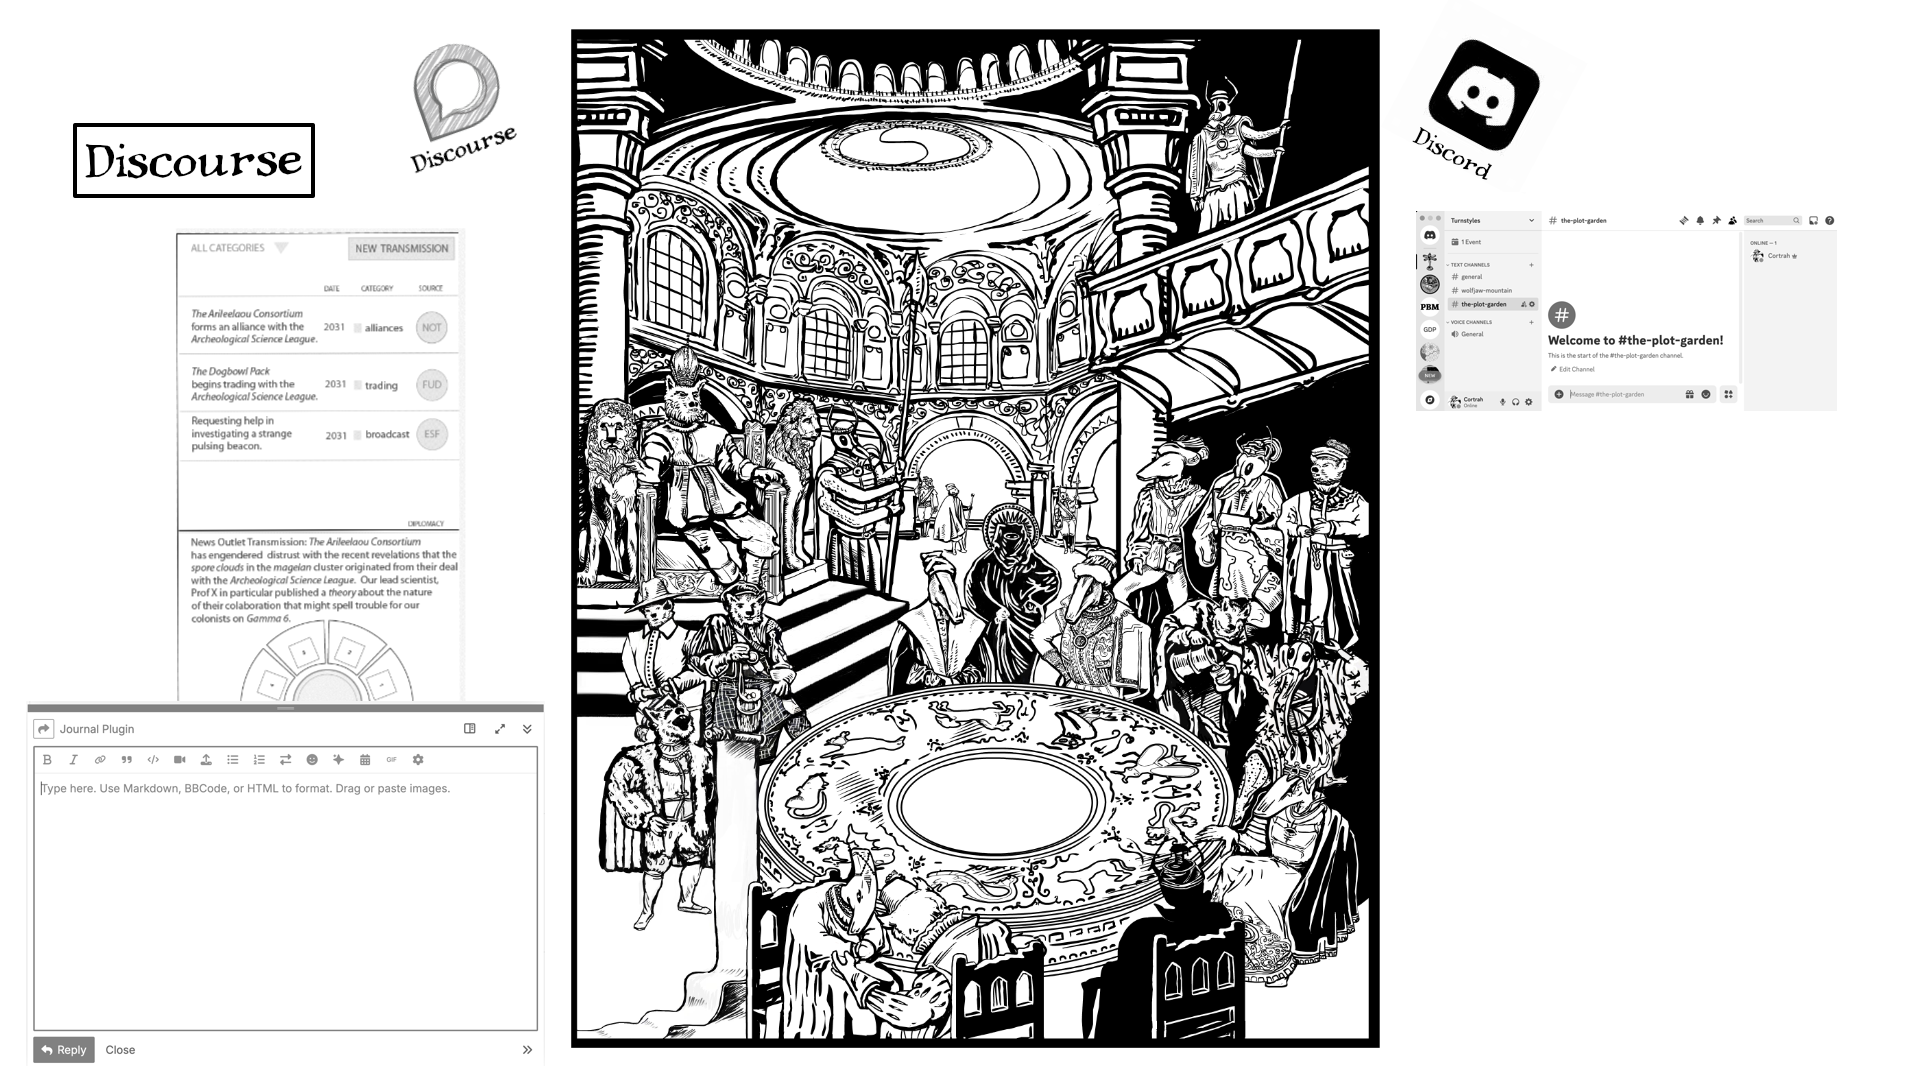 Discourse
Discourse
ALL CATEGORIES
NEW TRANSMISSION
DATE CATEGORY SOURCE
The Arileelaou Consortium
forms an alliance with the
Archeological Science League.
2031 alliances NOT
The Dogbowl Pack
begins trading with the
Archeological Science League.
2031 trading FUD
Requesting help in
investigating a strange
pulsing beacon.
2031 broadcast ESF
DIPLOMACY
News Outlet Transmission: The Arileelaou Consortium
has engendered distrust with the recent revelations that the
spore clouds in the magelan cluster originated from their deal
with the Archeological Science League. Our lead scientist,
Prof X in particular published a theory about the nature
of their colaboration that might spell trouble for our
colonists on Gamma 6.
Journal Plugin
B I GIF
Type here. Use Markdown, BBCode, or HTML to format. Drag or paste images.
Reply Close
Discord
Turnstyles
# the-plot-garden
Search
1 Event
TEXT CHANNELS
# general
# wolfjaw-mountain
# the-plot-garden
VOICE CHANNELS
General
PBM
GDP
NEW
Cortrah
Online
#
Welcome to #the-plot-garden!
This is the start of the #the-plot-garden channel.
Edit Channel
Message #the-plot-garden
ONLINE — 1
Cortrah